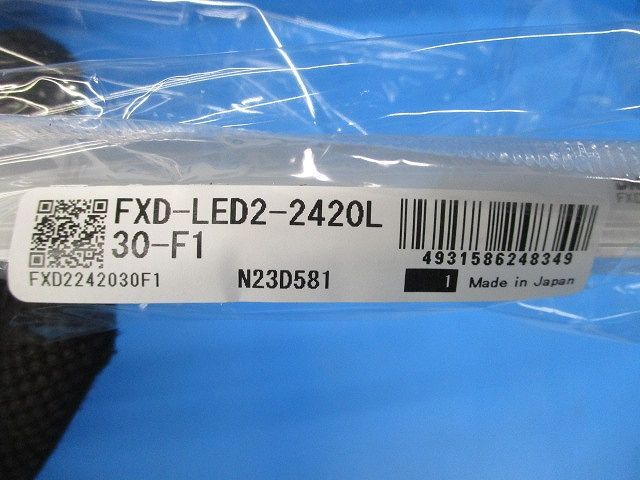 FXD-LED2-2420L
30-F1
FXD2242030F1
N23D581
4931586248349
1 Made in Japan